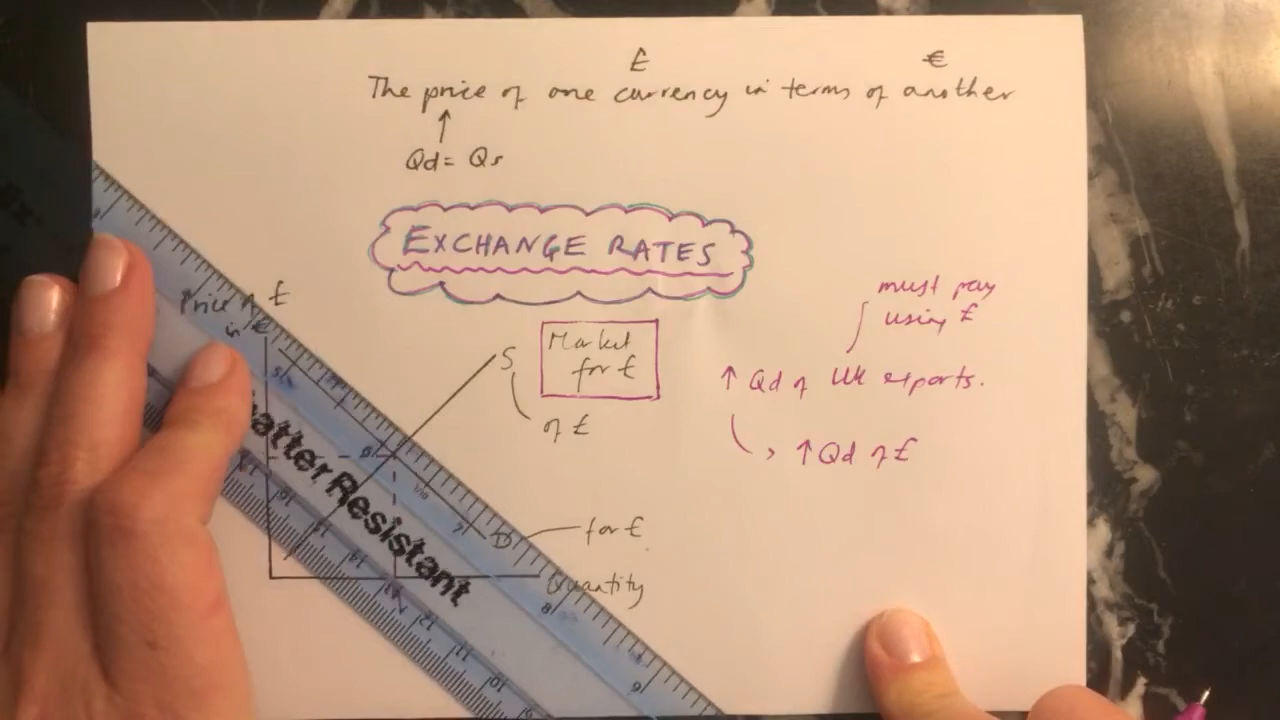 £ €
The price of one currency in terms of another
↑
Qd = Qs
EXCHANGE RATES
Price of £
in €
Market
for £
S
of £
must pay
using £
↑ Qd of UK exports.
↑ Qd of £
D
for £
Quantity
Shatter Resistant